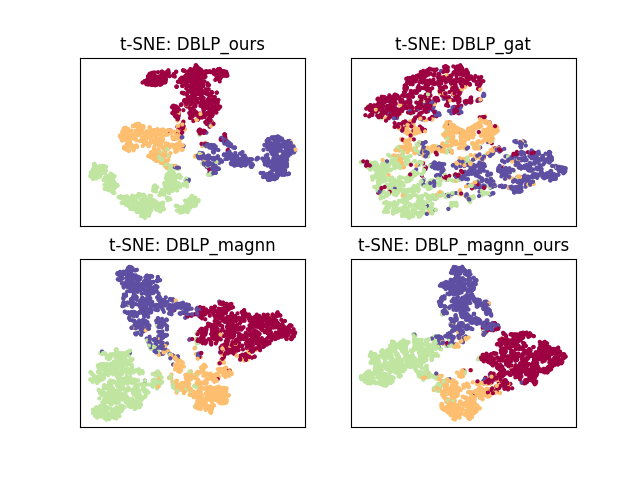 t-SNE: DBLP_ours
t-SNE: DBLP_gat
t-SNE: DBLP_magnn
t-SNE: DBLP_magnn_ours